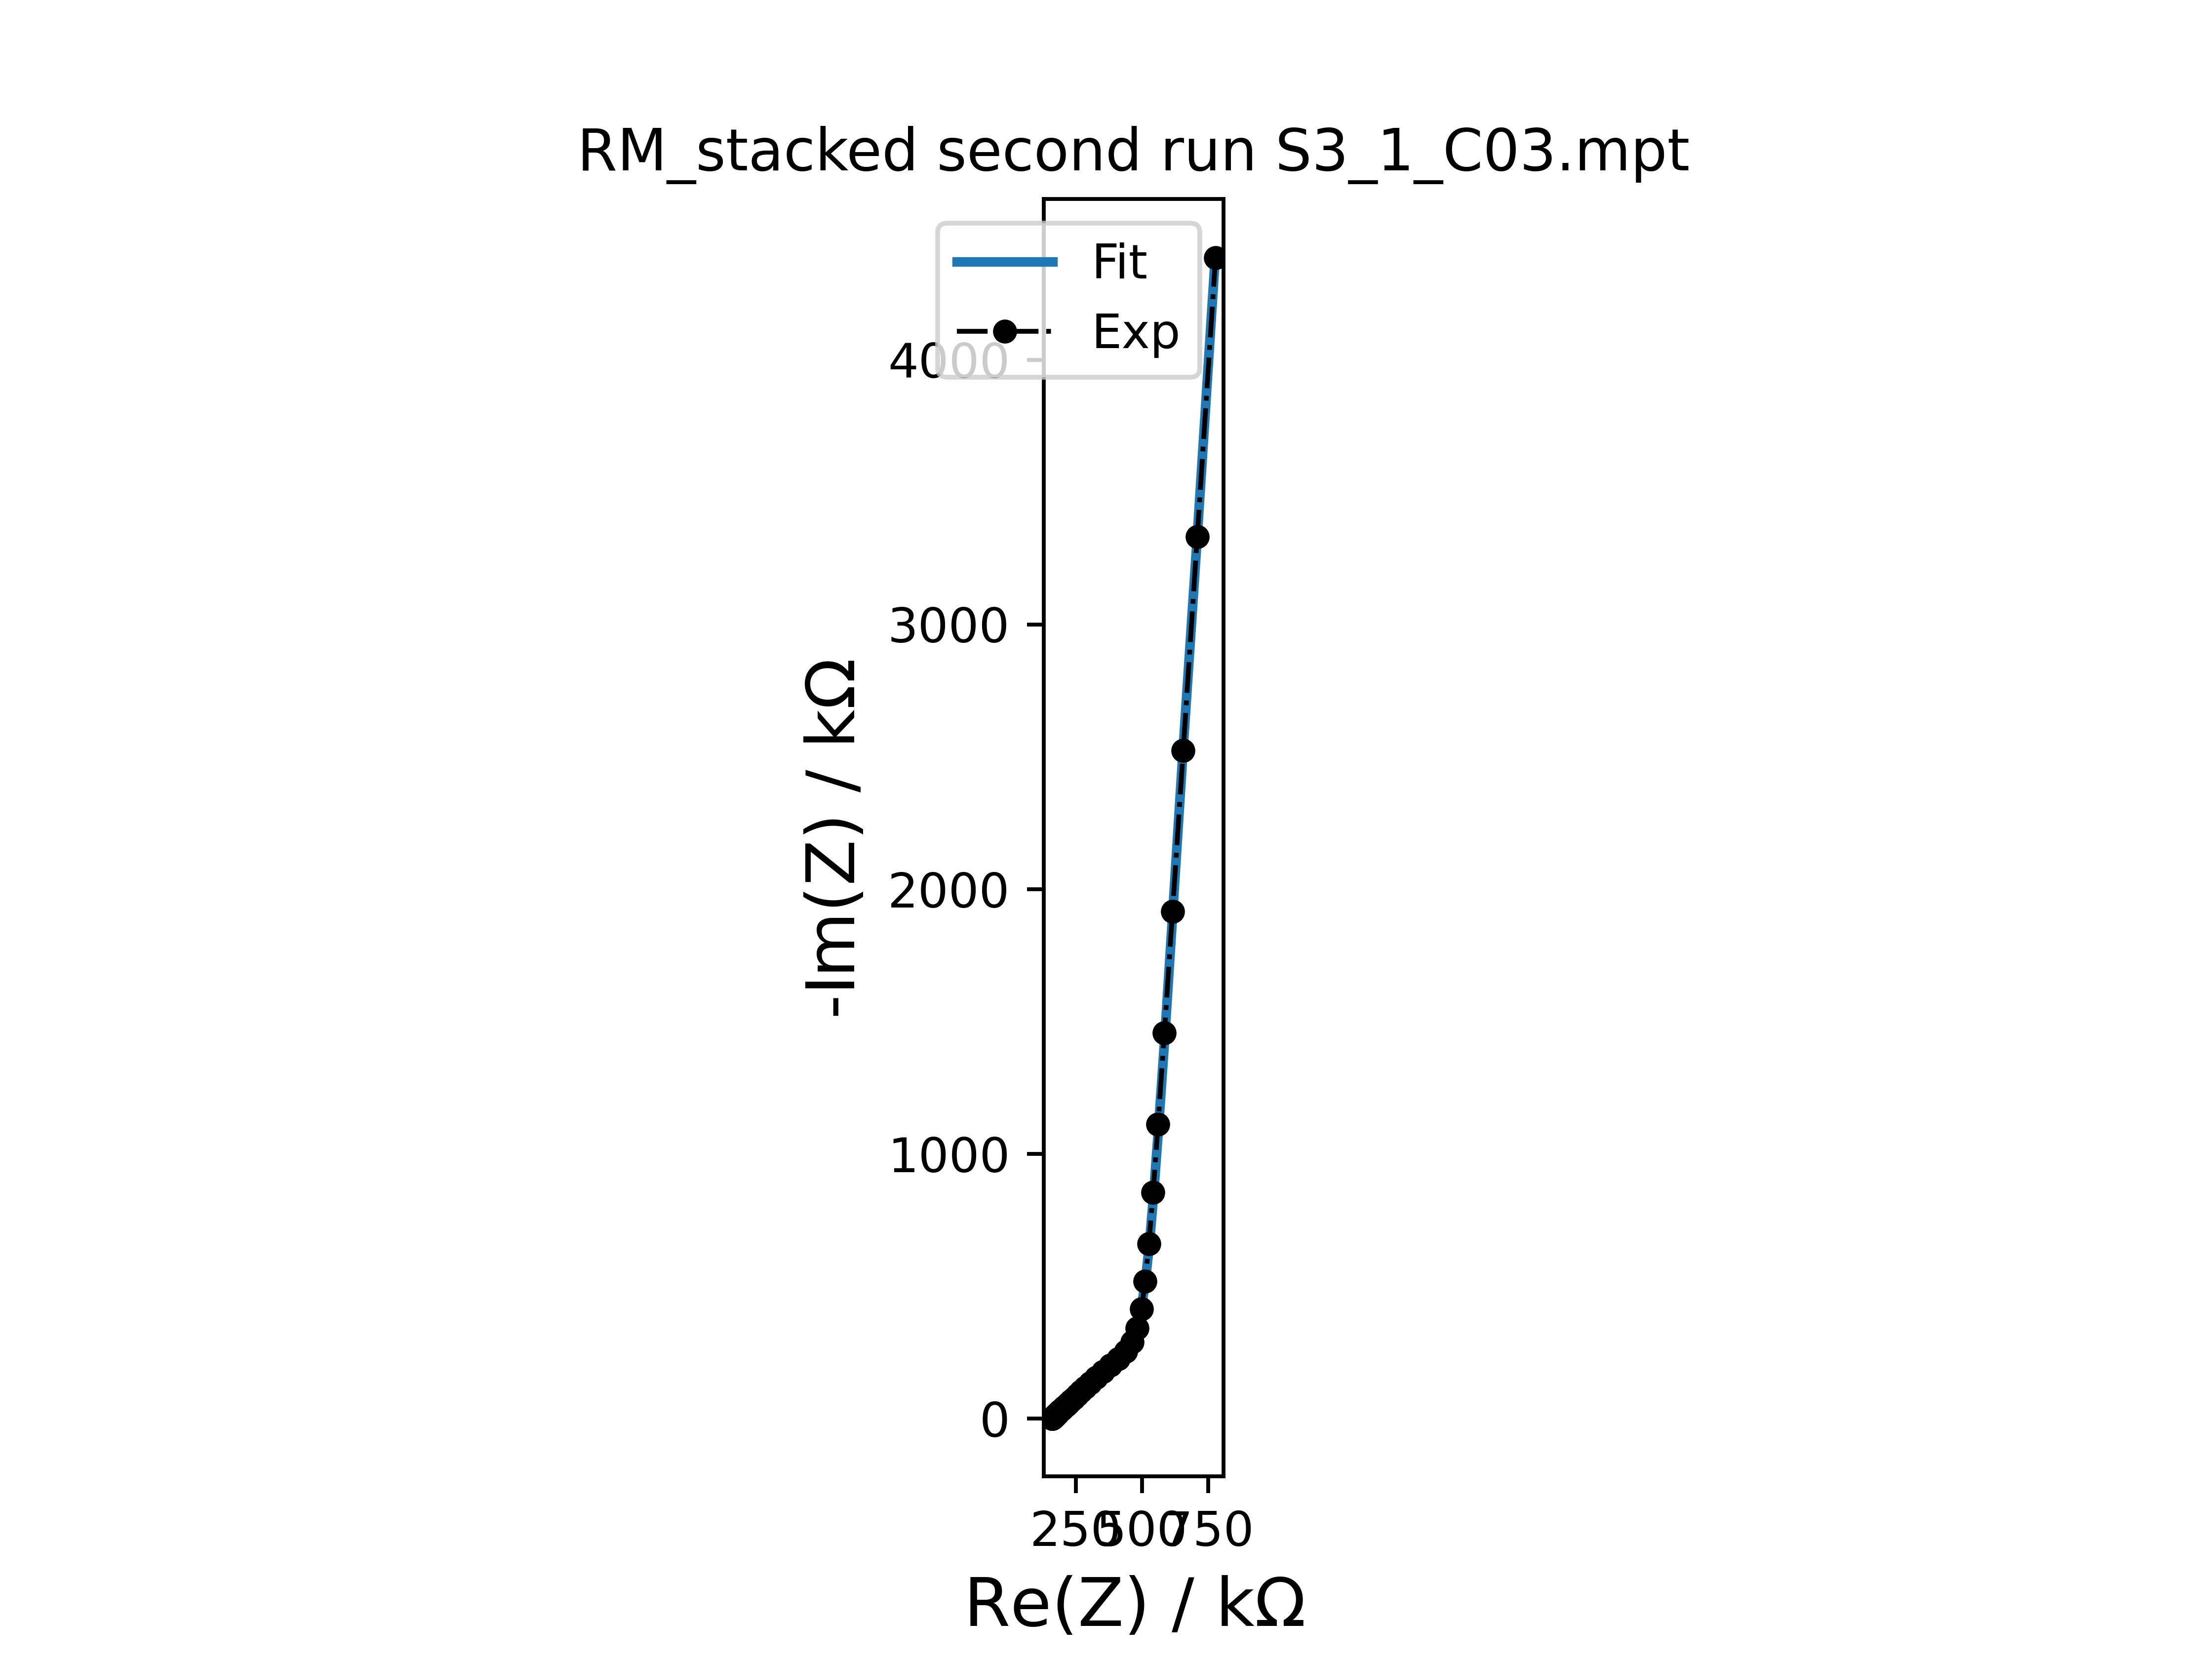 RM_stacked second run S3_1_C03.mpt
Fit
Exp
4000
3000
2000
1000
0
-Im(Z) / kΩ
250 500 750
Re(Z) / kΩ